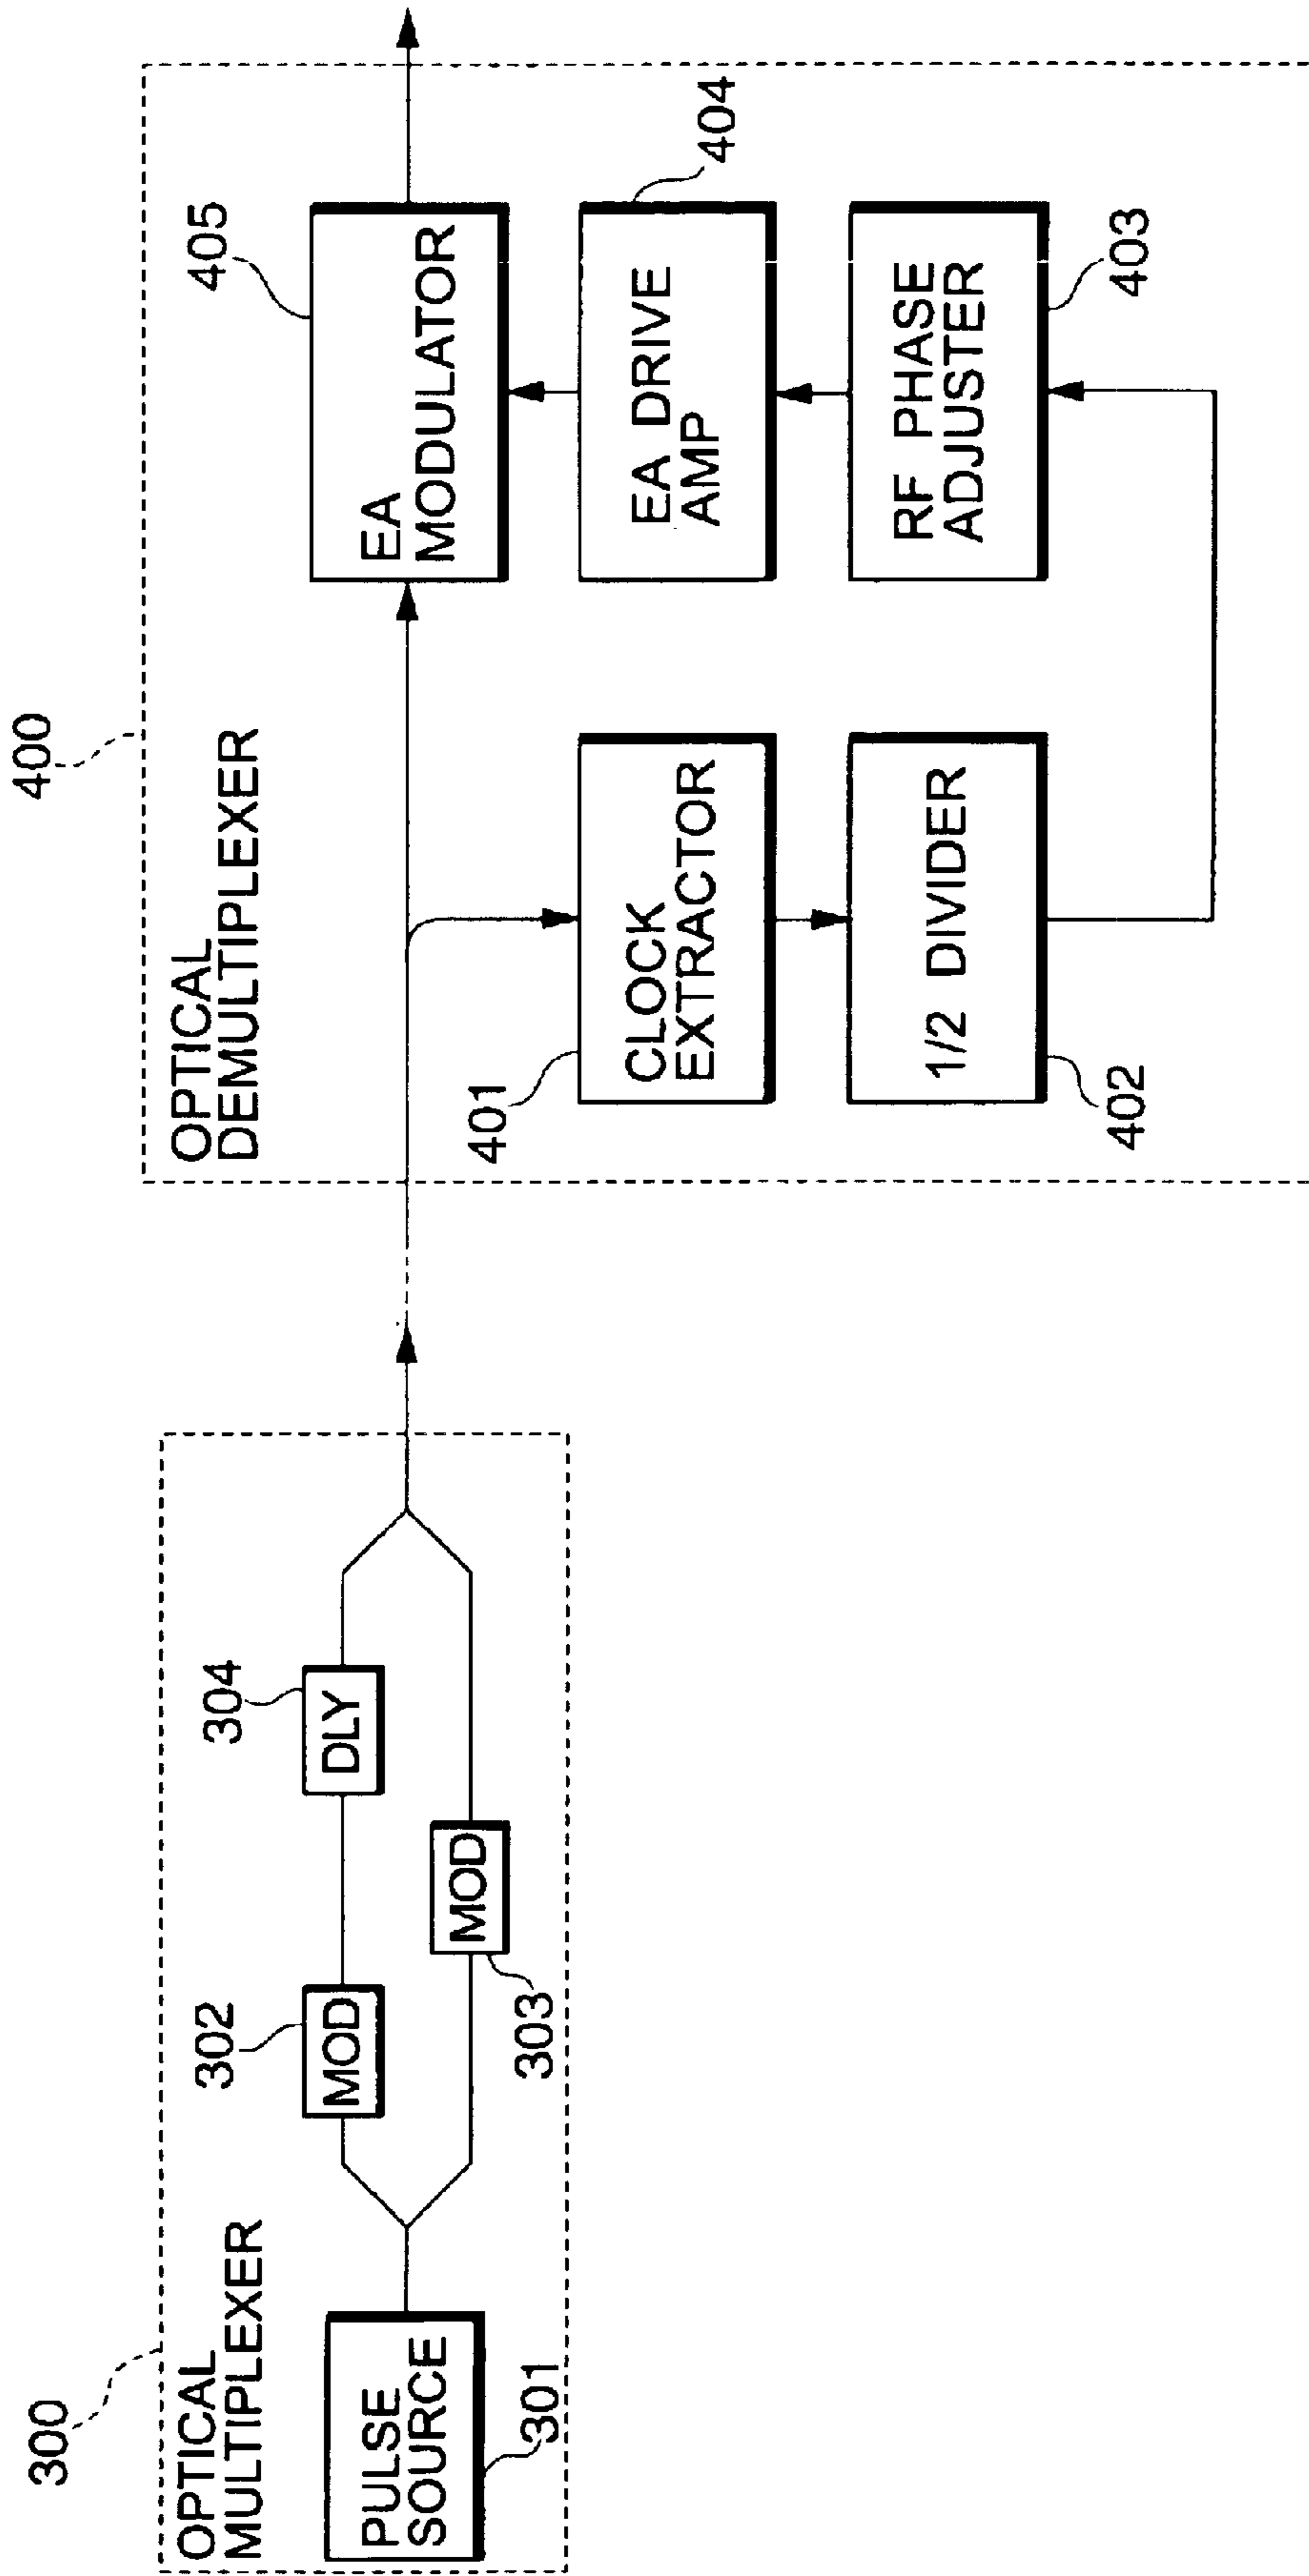 300
OPTICAL
MULTIPLEXER
PULSE
SOURCE
301
302
MOD
304
DLY
MOD
303
400
OPTICAL
DEMULTIPLEXER
405
EA
MODULATOR
404
EA DRIVE
AMP
RF PHASE
ADJUSTER
403
401
CLOCK
EXTRACTOR
1/2 DIVIDER
402